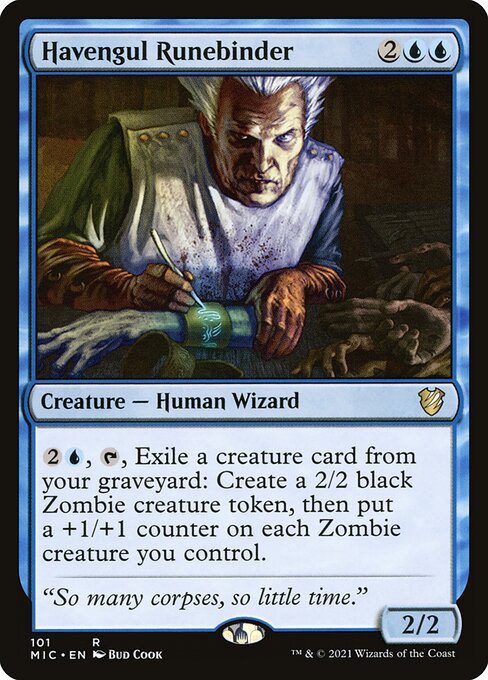 Havengul Runebinder 2
Creature — Human Wizard
2, , Exile a creature card from
your graveyard: Create a 2/2 black
Zombie creature token, then put
a +1/+1 counter on each Zombie
creature you control.
“So many corpses, so little time.”
2/2
101 R
MIC • EN Bud Cook
™ & © 2021 Wizards of the Coast